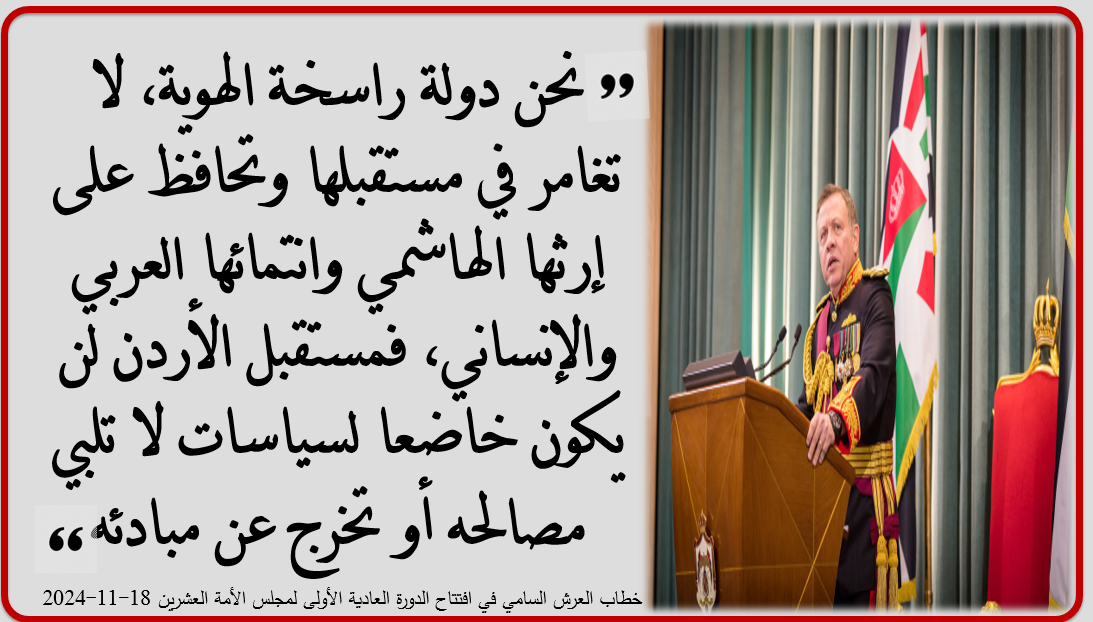 ” نحن دولة راسخة الهوية، لا
تغامر في مستقبلها وتحافظ على
إرثها الهاشمي وانتمائها العربي
والإنساني، فمستقبل الأردن لن
يكون خاضعا لسياسات لا تلبي
مصالحه أو تخرج عن مبادئه “
خطاب العرش السامي في افتتاح الدورة العادية الأولى لمجلس الأمة العشرين 18-11-2024